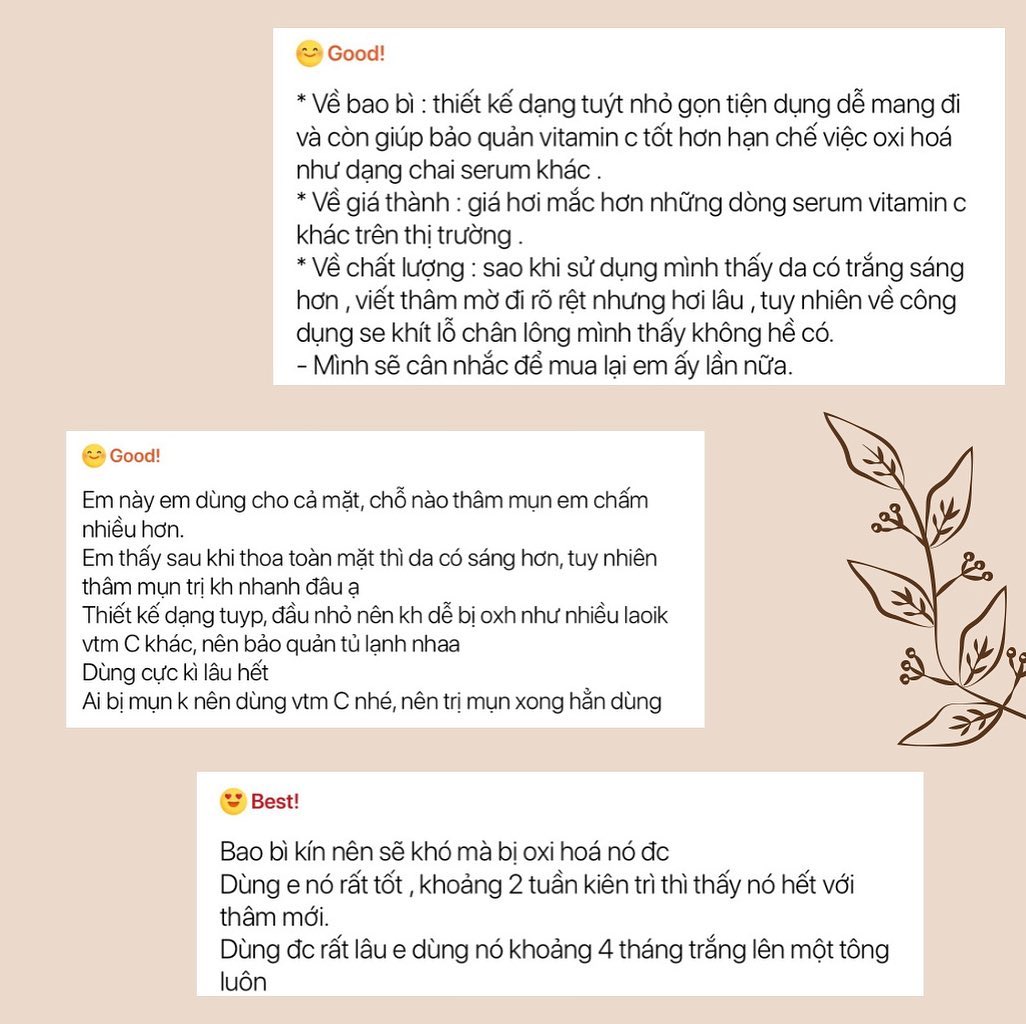 😊 Good!
* Về bao bì : thiết kế dạng tuýt nhỏ gọn tiện dụng dễ mang đi
và còn giúp bảo quản vitamin c tốt hơn hạn chế việc oxi hoá
như dạng chai serum khác .
* Về giá thành : giá hơi mắc hơn những dòng serum vitamin c
khác trên thị trường .
* Về chất lượng : sao khi sử dụng mình thấy da có trắng sáng
hơn , viết thâm mờ đi rõ rệt nhưng hơi lâu , tuy nhiên về công
dụng se khít lỗ chân lông mình thấy không hề có.
- Mình sẽ cân nhắc để mua lại em ấy lần nữa.
😊 Good!
Em này em dùng cho cả mặt, chỗ nào thâm mụn em chấm
nhiều hơn.
Em thấy sau khi thoa toàn mặt thì da có sáng hơn, tuy nhiên
thâm mụn trị kh nhanh đâu ạ
Thiết kế dạng tuyp, đầu nhỏ nên kh dễ bị oxh như nhiều laoik
vtm C khác, nên bảo quản tủ lạnh nhaa
Dùng cực kì lâu hết
Ai bị mụn k nên dùng vtm C nhé, nên trị mụn xong hẳn dùng
😍 Best!
Bao bì kín nên sẽ khó mà bị oxi hoá nó đc
Dùng e nó rất tốt , khoảng 2 tuần kiên trì thì thấy nó hết với
thâm mới.
Dùng đc rất lâu e dùng nó khoảng 4 tháng trắng lên một tông
luôn